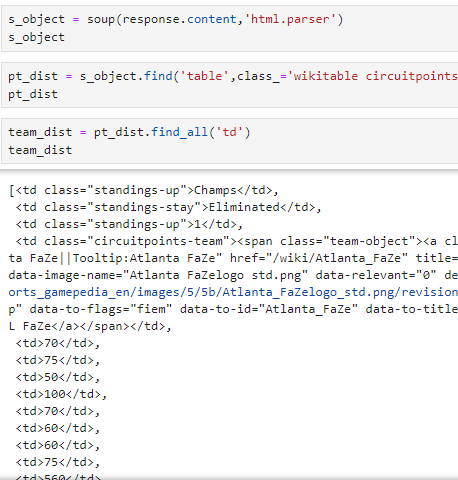 s_object = soup(response.content,'html.parser')
s_object
pt_dist = s_object.find('table',class_='wikitable circuitpoints
pt_dist
team_dist = pt_dist.find_all('td')
team_dist
[<td class="standings-up">Champs</td>,
<td class="standings-stay">Eliminated</td>,
<td class="standings-up">1</td>,
<td class="circuitpoints-team"><span class="team-object"><a cl
ta FaZe||Tooltip:Atlanta FaZe" href="/wiki/Atlanta_FaZe" title=
data-image-name="Atlanta FaZelogo std.png" data-relevant="0" de
orts_gamepedia_en/images/5/5b/Atlanta_FaZelogo_std.png/revision
p" data-to-flags="fiem" data-to-id="Atlanta_FaZe" data-to-title
L FaZe</a></span></td>,
<td>70</td>,
<td>75</td>,
<td>50</td>,
<td>100</td>,
<td>70</td>,
<td>60</td>,
<td>60</td>,
<td>75</td>,
<td>560</td>